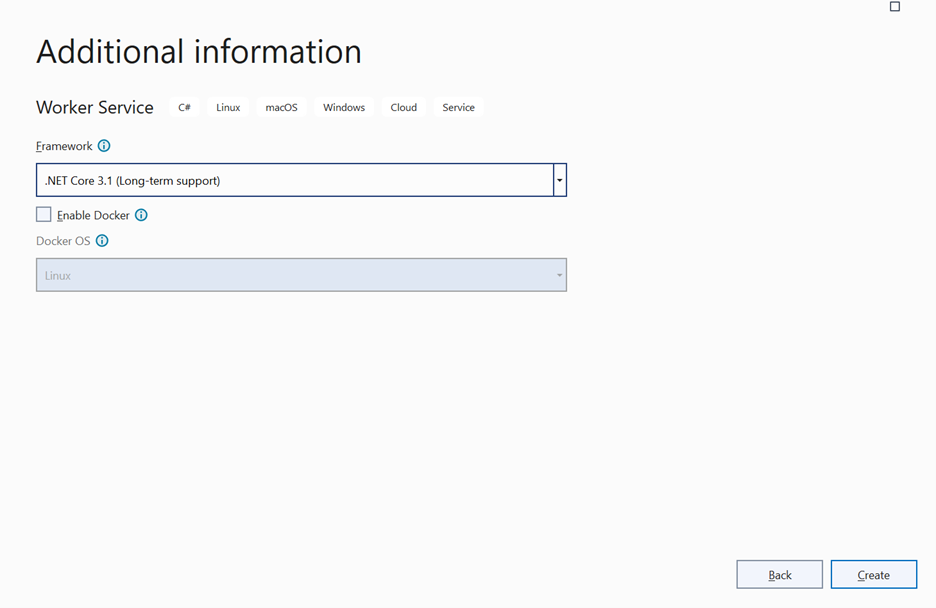 Additional information
Worker Service C# Linux macOS Windows Cloud Service
Framework
.NET Core 3.1 (Long-term support)
Enable Docker
Docker OS
Linux
Back Create